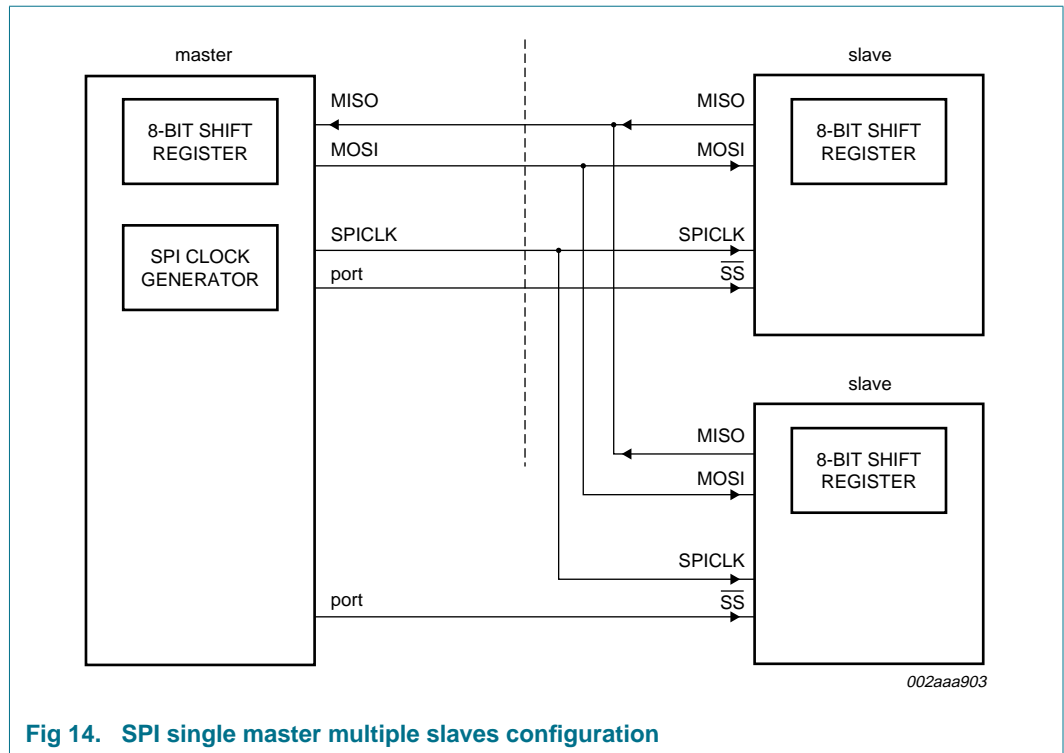 master
slave
8-BIT SHIFT
REGISTER
SPI CLOCK
GENERATOR
MISO
MOSI
SPICLK
port
MISO
MOSI
SPICLK
SS
8-BIT SHIFT
REGISTER
slave
MISO
MOSI
SPICLK
SS
8-BIT SHIFT
REGISTER
port
002aaa903
Fig 14. SPI single master multiple slaves configuration